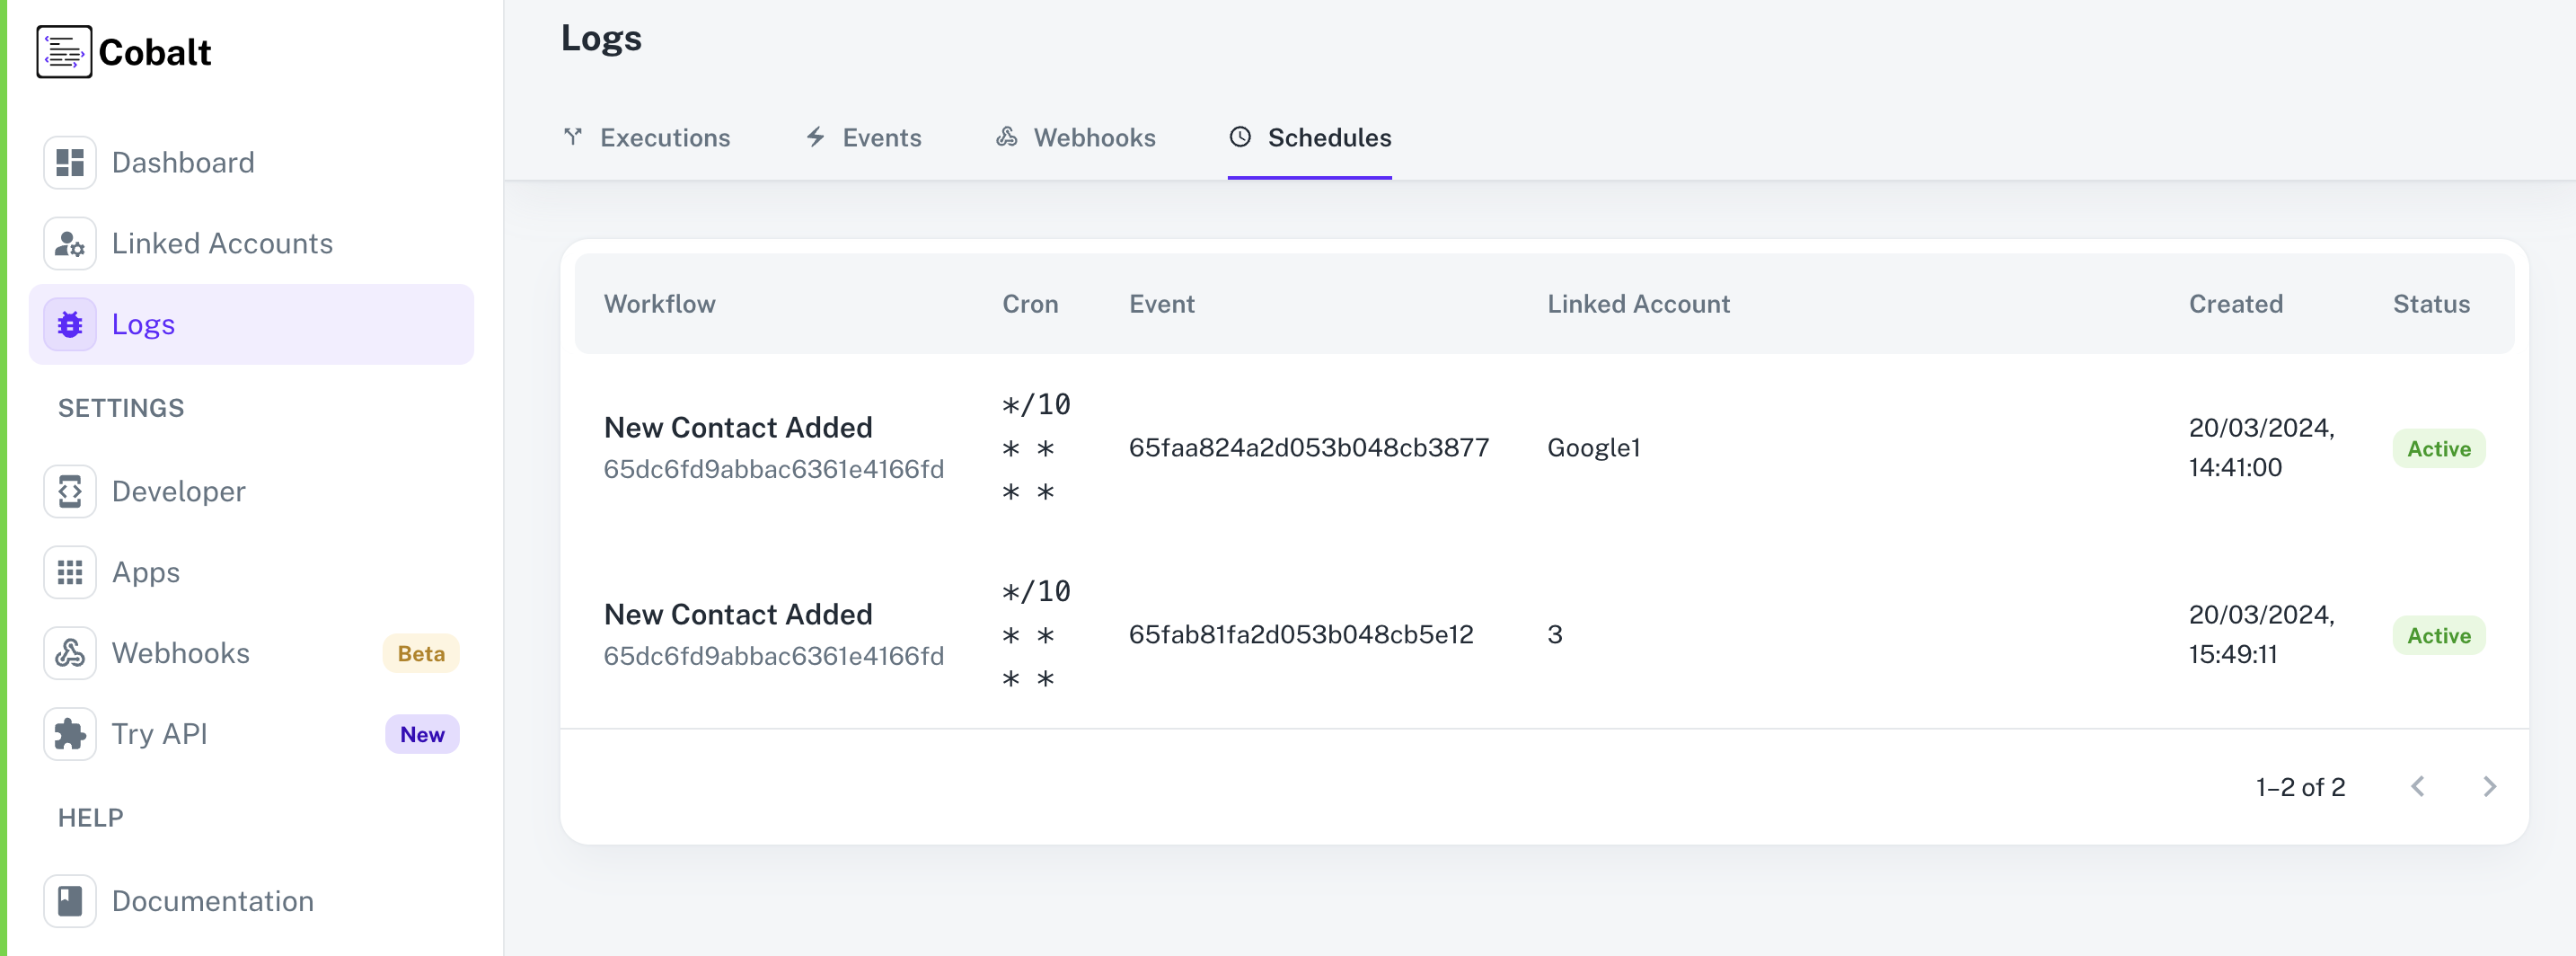 Cobalt
Dashboard
Linked Accounts
Logs
SETTINGS
Developer
Apps
Webhooks Beta
Try API New
HELP
Documentation
Logs
Executions Events Webhooks Schedules
Workflow Cron Event Linked Account Created Status
New Contact Added
65dc6fd9abbac6361e4166fd
*/10
* *
* *
65faa824a2d053b048cb3877
Google1
20/03/2024,
14:41:00
Active
New Contact Added
65dc6fd9abbac6361e4166fd
*/10
* *
* *
65fab81fa2d053b048cb5e12
3
20/03/2024,
15:49:11
Active
1–2 of 2